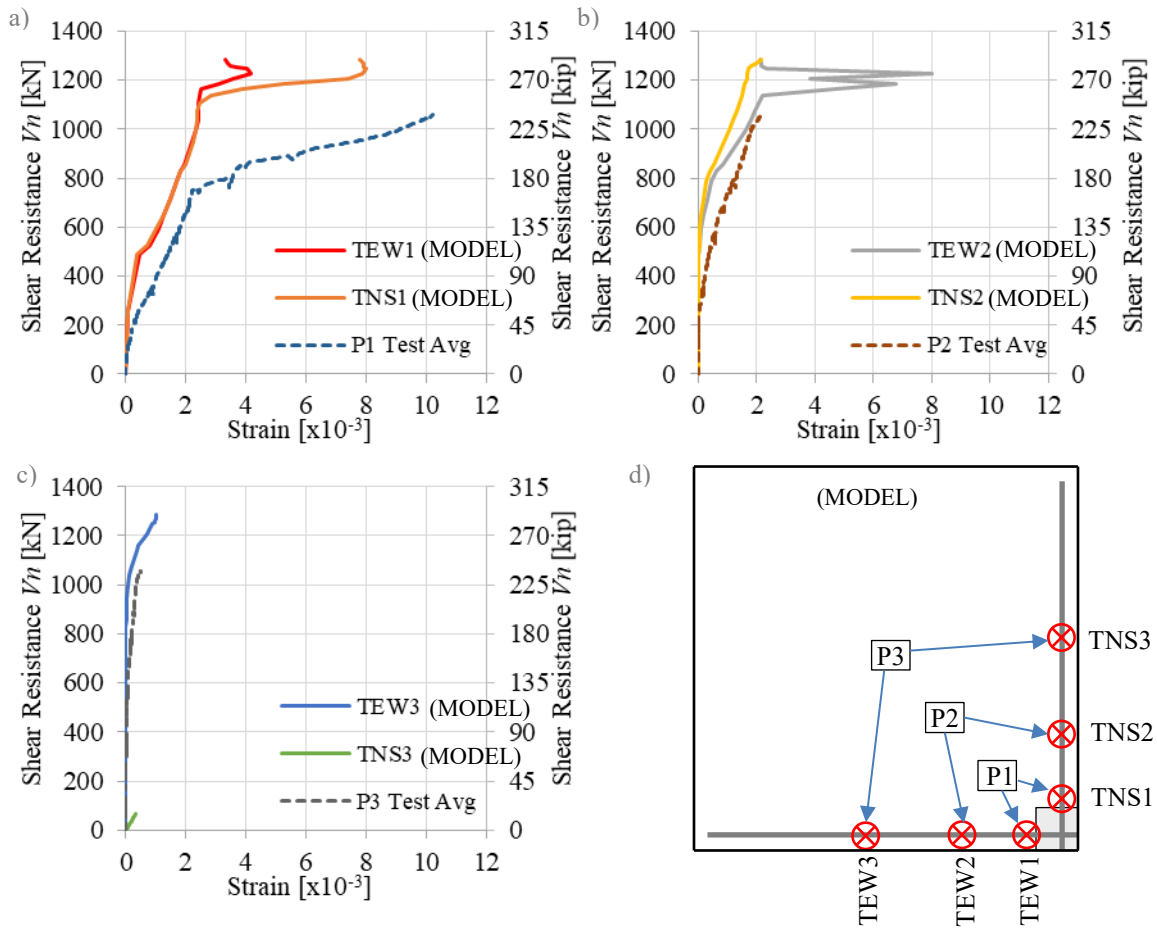 a)
Shear Resistance Vn [kN]
1400
1200
1000
800
600
400
200
0
315
270
225
180
135
90
45
0
Shear Resistance Vn [kip]
TEW1 (MODEL)
TNS1 (MODEL)
P1 Test Avg
0 2 4 6 8 10 12
Strain [x10-3]
b)
Shear Resistance Vn [kN]
1400
1200
1000
800
600
400
200
0
315
270
225
180
135
90
45
0
Shear Resistance Vn [kip]
TEW2 (MODEL)
TNS2 (MODEL)
P2 Test Avg
0 2 4 6 8 10 12
Strain [x10-3]
c)
Shear Resistance Vn [kN]
1400
1200
1000
800
600
400
200
0
315
270
225
180
135
90
45
0
Shear Resistance Vn [kip]
TEW3 (MODEL)
TNS3 (MODEL)
P3 Test Avg
0 2 4 6 8 10 12
Strain [x10-3]
d)
(MODEL)
P3
TNS3
P2
TNS2
P1
TNS1
TEW3
TEW2
TEW1